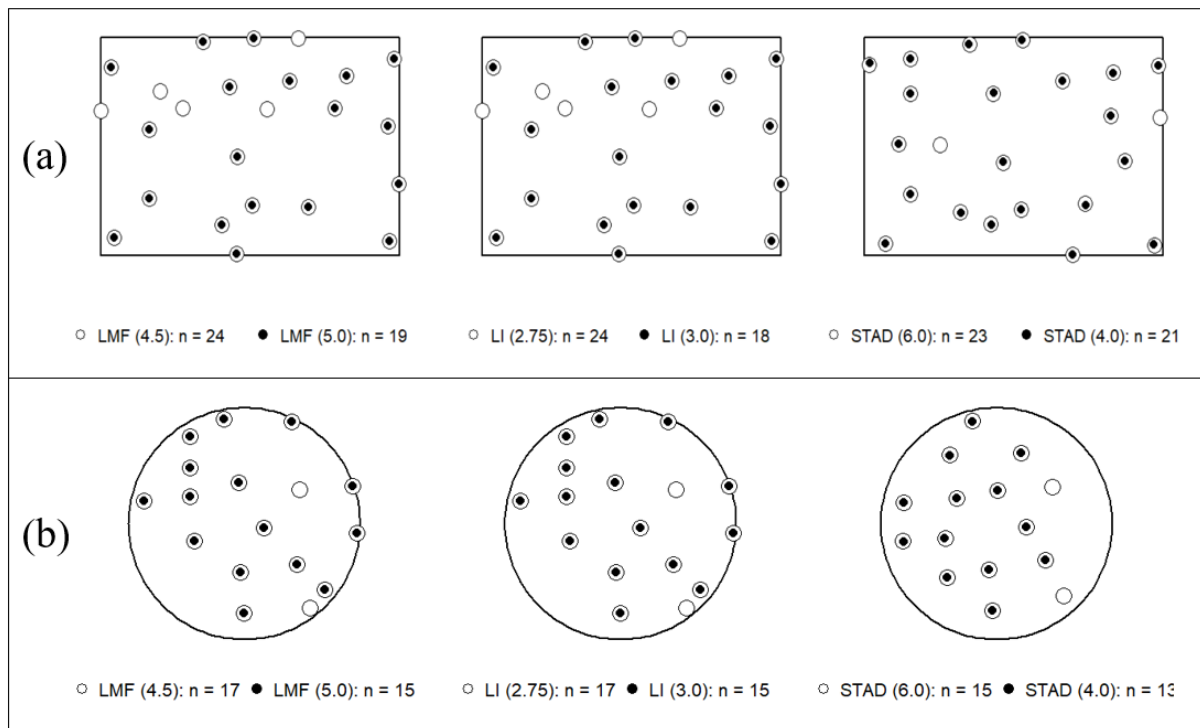 (a)
LMF (4.5): n = 24 LMF (5.0): n = 19 LI (2.75): n = 24 LI (3.0): n = 18 STAD (6.0): n = 23 STAD (4.0): n = 21
(b)
LMF (4.5): n = 17 LMF (5.0): n = 15 LI (2.75): n = 17 LI (3.0): n = 15 STAD (6.0): n = 15 STAD (4.0): n = 13